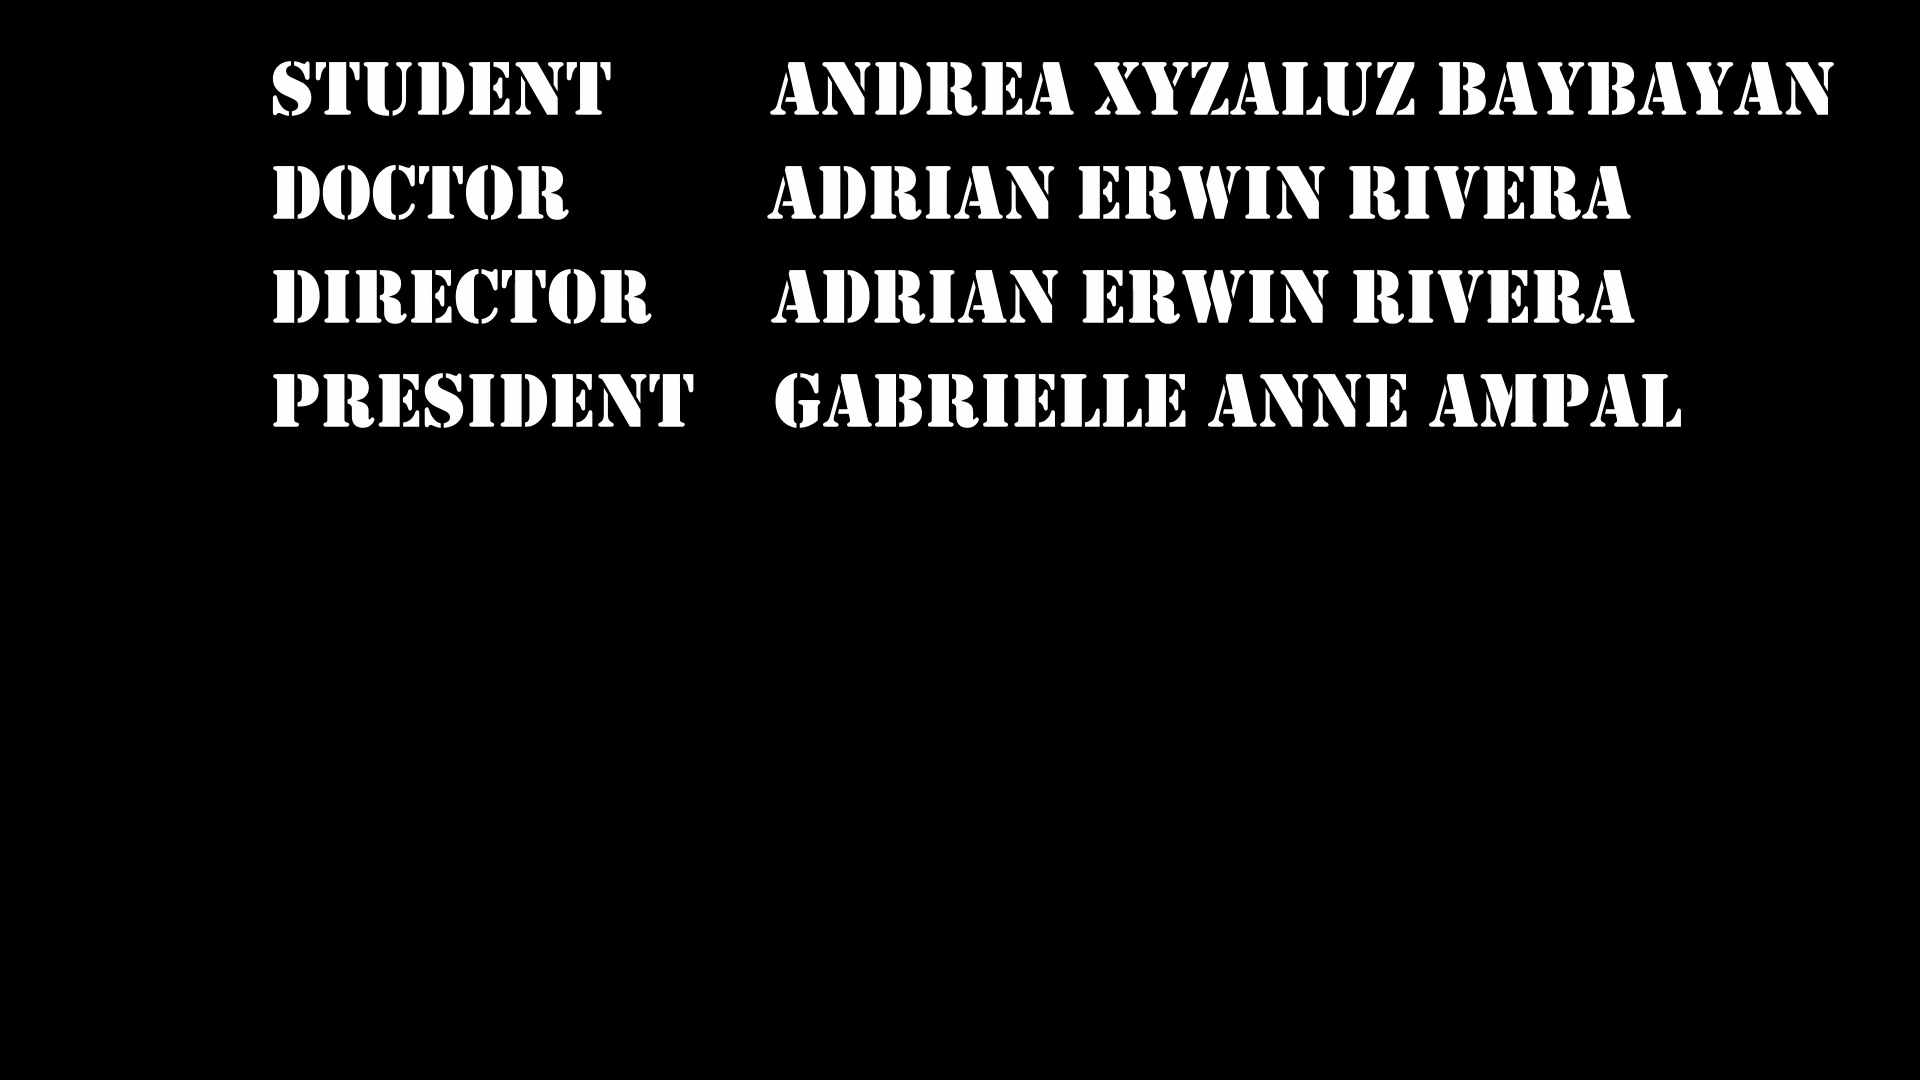 STUDENT ANDREA XYZALUZ BAYBAYAN
DOCTOR ADRIAN ERWIN RIVERA
DIRECTOR ADRIAN ERWIN RIVERA
PRESIDENT GABRIELLE ANNE AMPAL